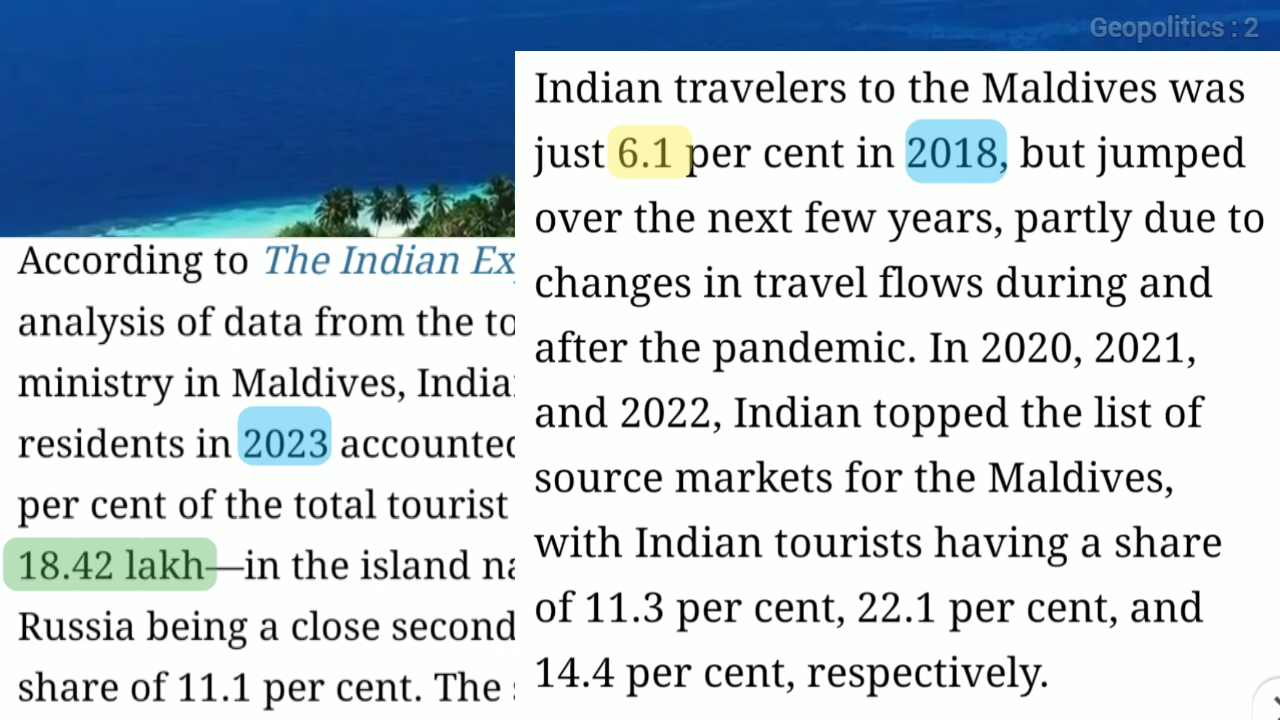 Geopolitics : 2
According to The Indian
analysis of data from the
ministry in Maldives,
residents in 2023
per cent of the total tourist
18.42 lakh—in the island
Russia being a close second
share of 11.1 per cent. The
Indian travelers to the Maldives was
just 6.1 per cent in 2018, but jumped
over the next few years, partly due to
changes in travel flows during and
after the pandemic. In 2020, 2021,
and 2022, Indian topped the list of
source markets for the Maldives,
with Indian tourists having a share
of 11.3 per cent, 22.1 per cent, and
14.4 per cent, respectively.